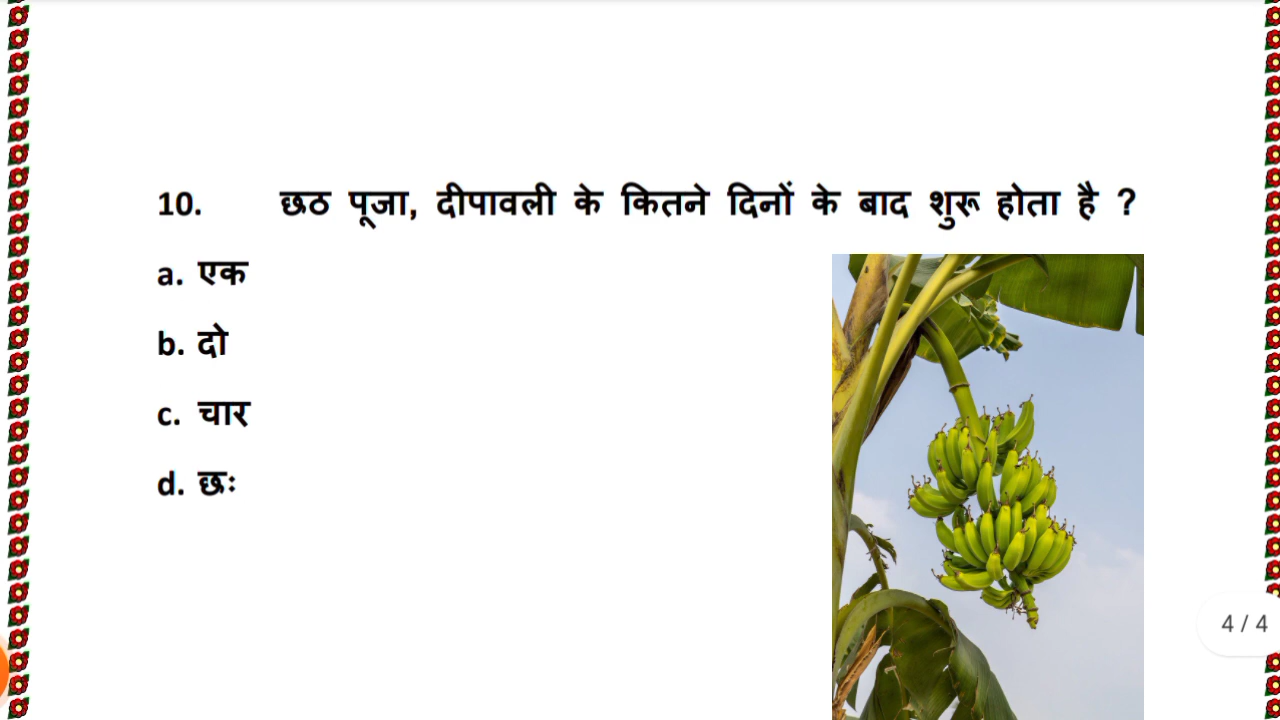 10. छठ पूजा, दीपावली के कितने दिनों के बाद शुरू होता है ?
a. एक
b. दो
c. चार
d. छः
4 / 4